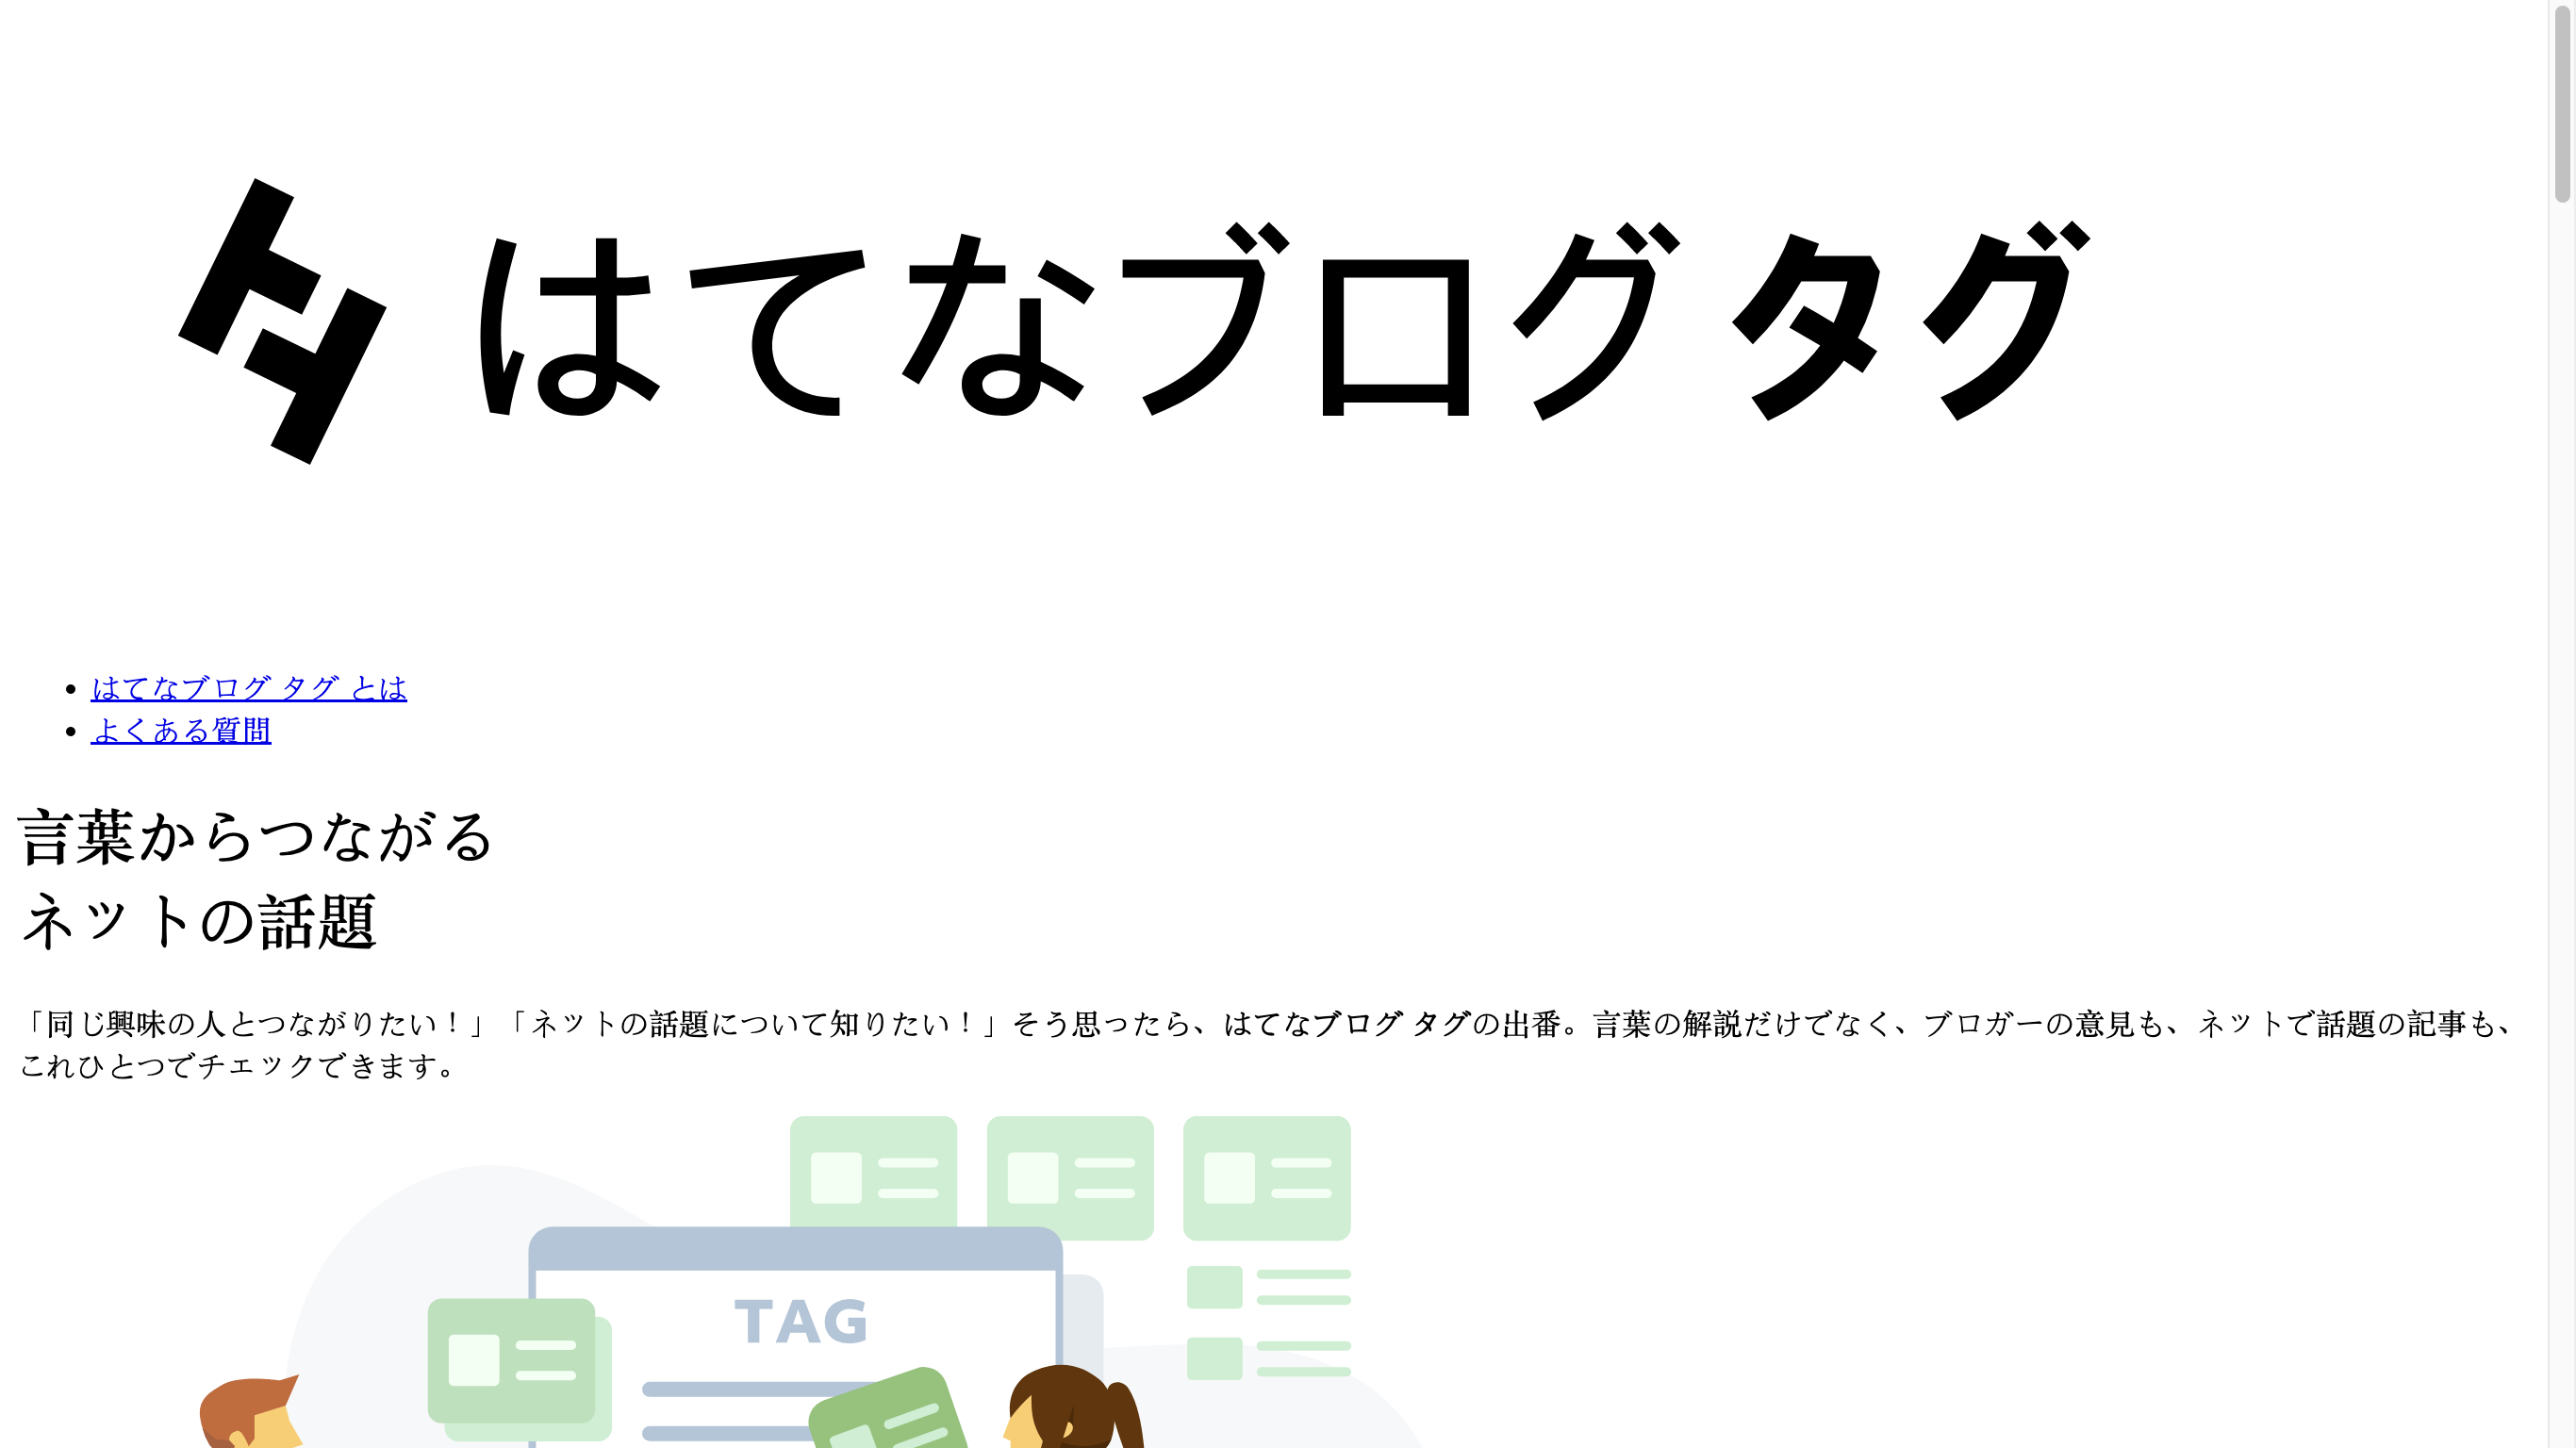 はてなブログ タグ
はてなブログ タグ とは
よくある質問
言葉からつながる
ネットの話題
「同じ興味の人とつながりたい！」「ネットの話題について知りたい！」そう思ったら、はてなブログ タグの出番。言葉の解説だけでなく、ブロガーの意見も、ネットで話題の記事も、
これひとつでチェックできます。
TAG